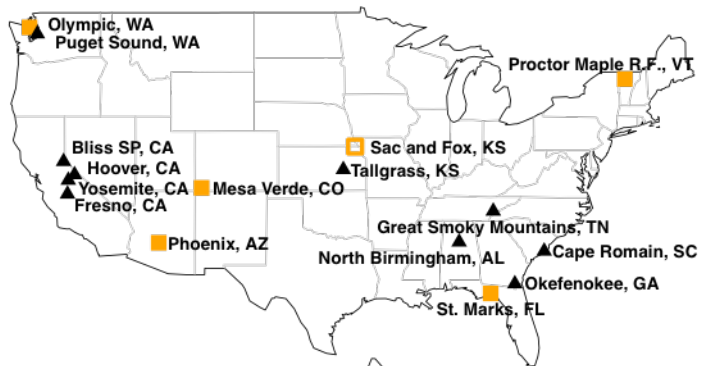 Olympic, WA
Puget Sound, WA
Proctor Maple R.F., VT
Bliss SP, CA
Hoover, CA
Yosemite, CA
Fresno, CA
Sac and Fox, KS
Tallgrass, KS
Mesa Verde, CO
Phoenix, AZ
Great Smoky Mountains, TN
North Birmingham, AL
Cape Romain, SC
Okefenokee, GA
St. Marks, FL